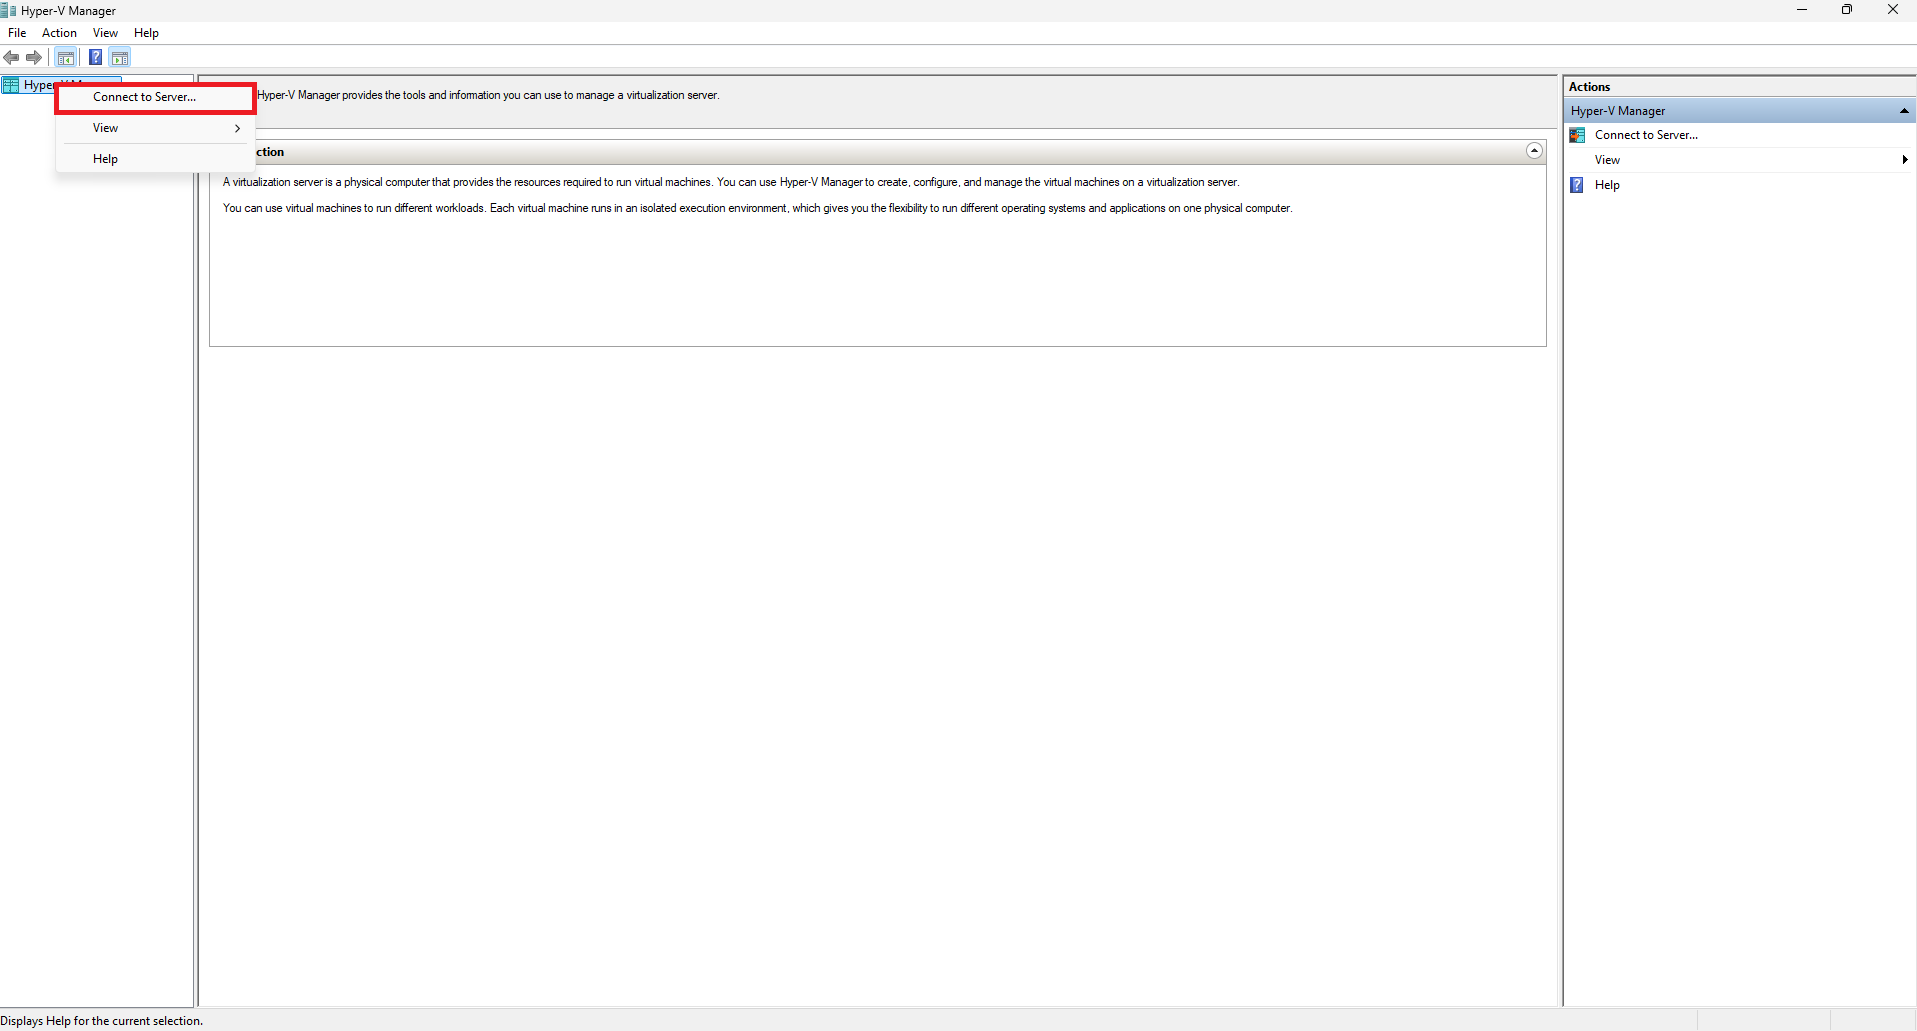 Hyper-V Manager
File Action View Help
Actions
Hyper-V Manager
Connect to Server...
View
Help
Connect to Server...
View
Help
Hyper-V Manager provides the tools and information you can use to manage a virtualization server.
A virtualization server is a physical computer that provides the resources required to run virtual machines. You can use Hyper-V Manager to create, configure, and manage the virtual machines on a virtualization server.
You can use virtual machines to run different workloads. Each virtual machine runs in an isolated execution environment, which gives you the flexibility to run different operating systems and applications on one physical computer.
Displays Help for the current selection.